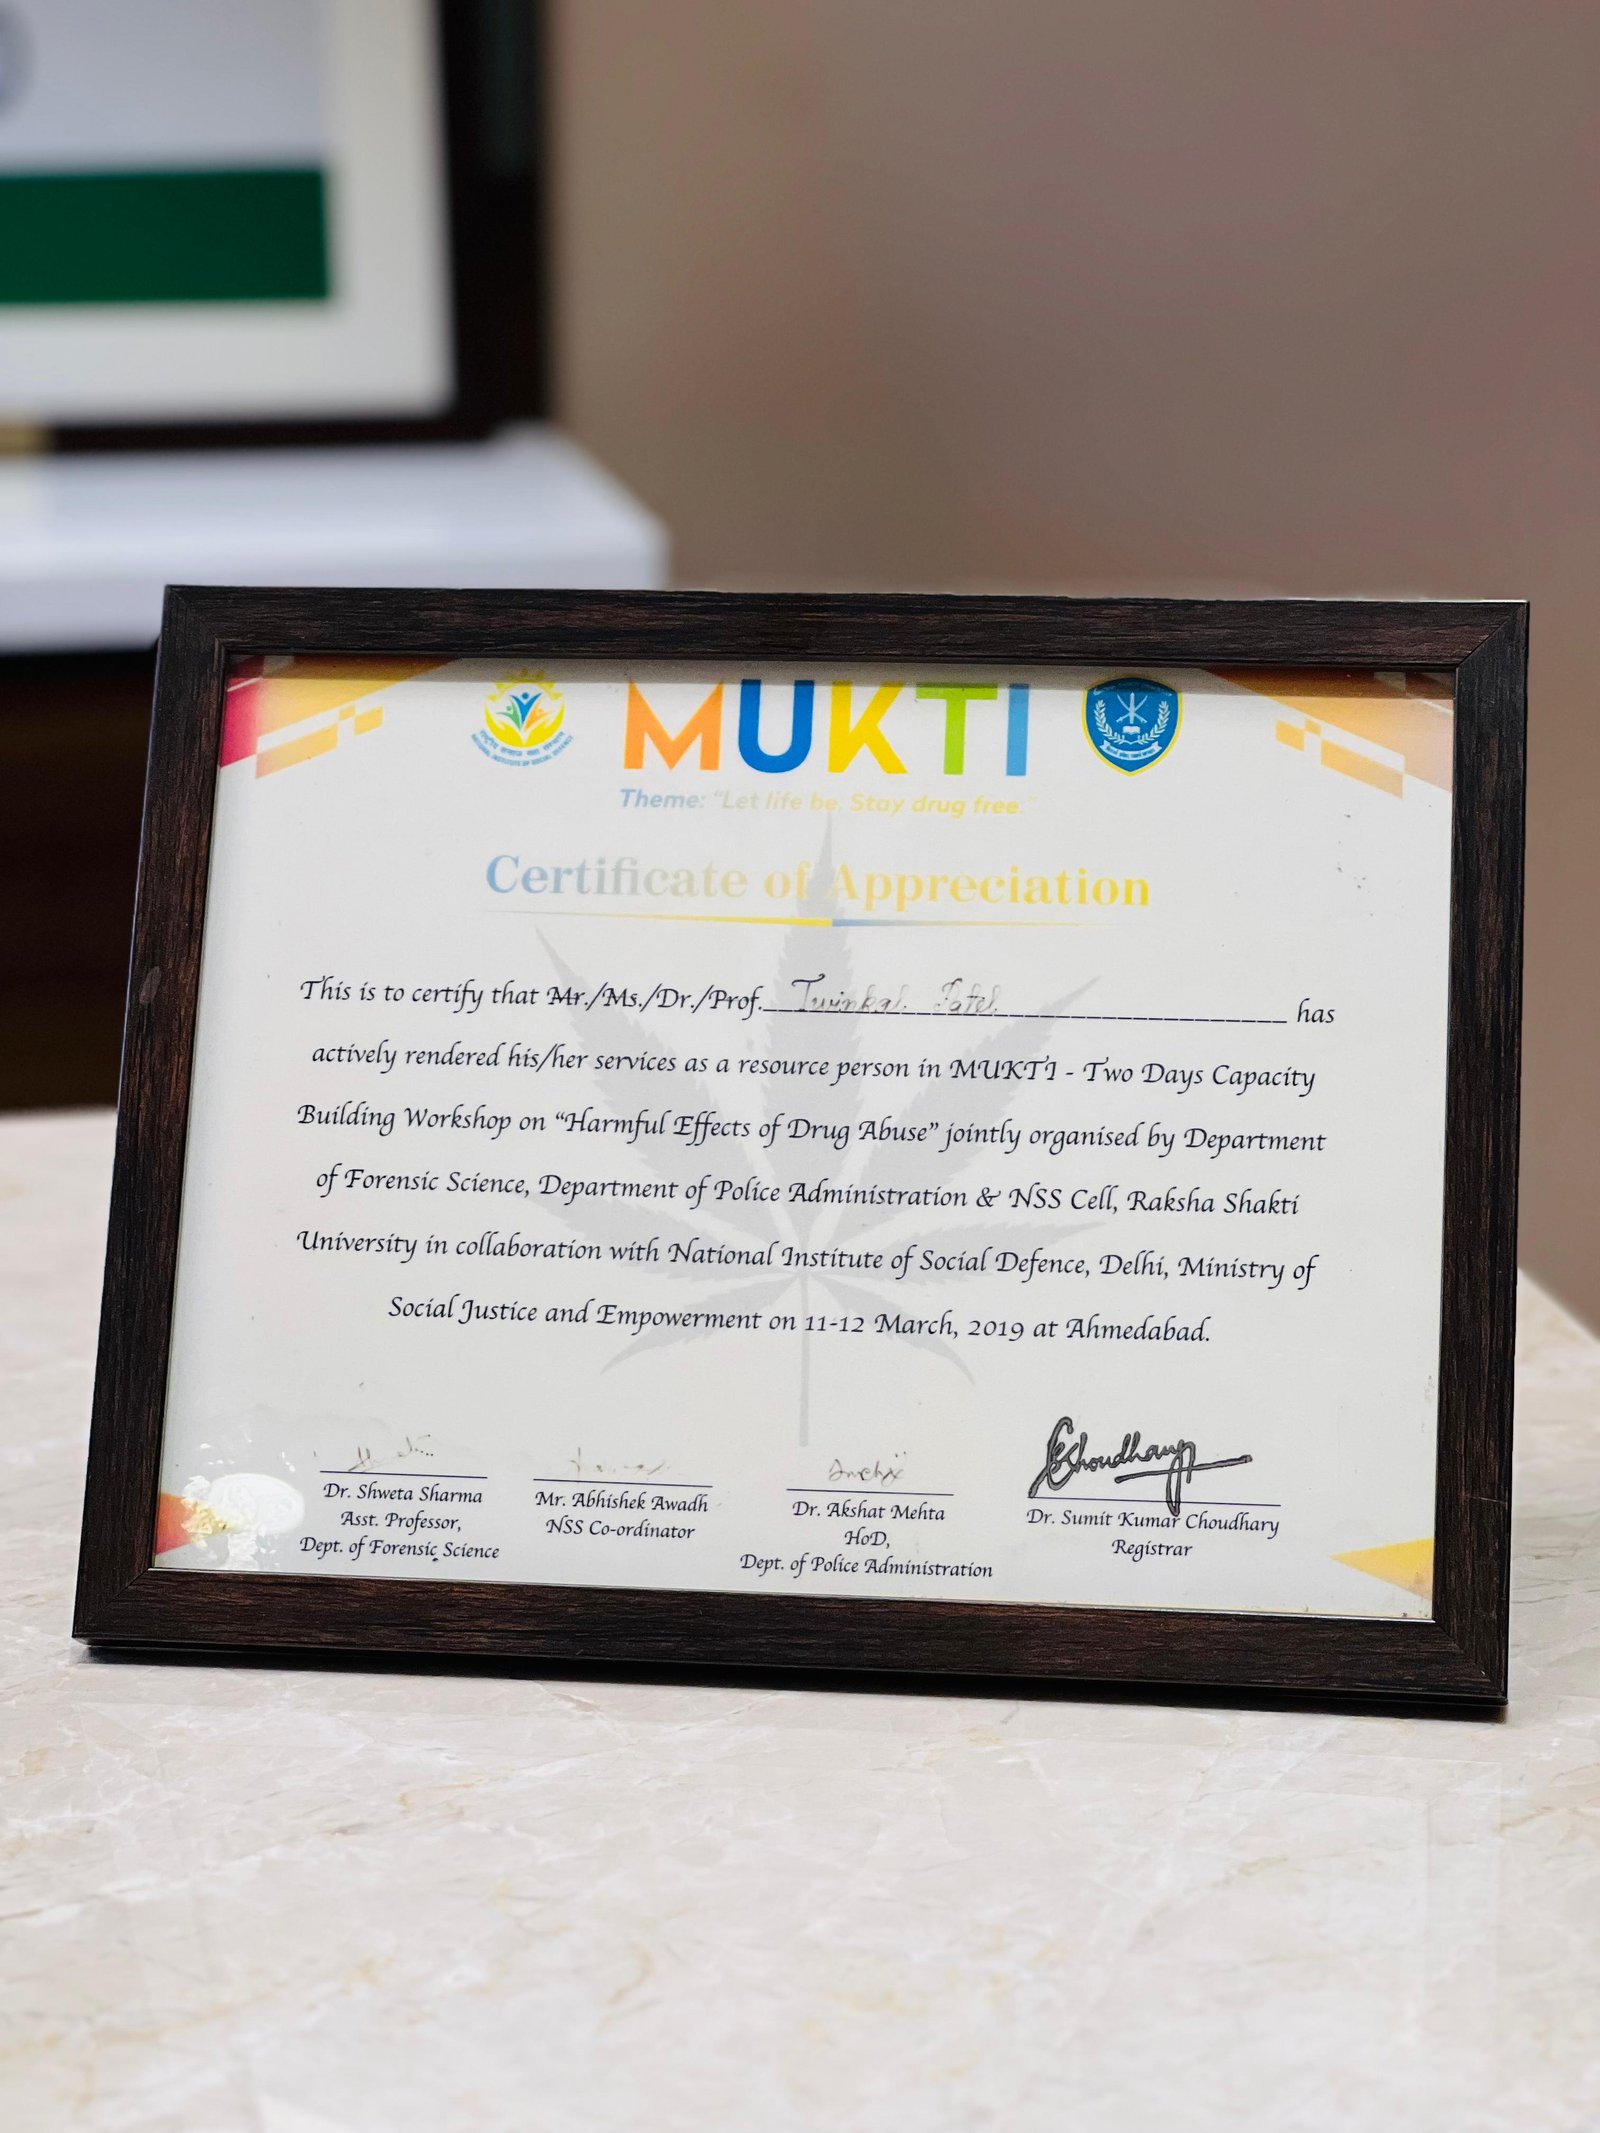 MUKTI
NATIONAL INSTITUTE OF SOCIAL DEFENCE
Theme: “Let life be, Stay drug free.”
Certificate of Appreciation
This is to certify that Mr./Ms./Dr./Prof. Twinkal Patel has
actively rendered his/her services as a resource person in MUKTI - Two Days Capacity
Building Workshop on “Harmful Effects of Drug Abuse” jointly organised by Department
of Forensic Science, Department of Police Administration & NSS Cell, Raksha Shakti
University in collaboration with National Institute of Social Defence, Delhi, Ministry of
Social Justice and Empowerment on 11-12 March, 2019 at Ahmedabad.
Choudhary
Dr. Shweta Sharma
Asst. Professor,
Dept. of Forensic Science
Mr. Abhishek Awadh
NSS Co-ordinator
Dr. Akshat Mehta
HoD,
Dept. of Police Administration
Dr. Sumit Kumar Choudhary
Registrar